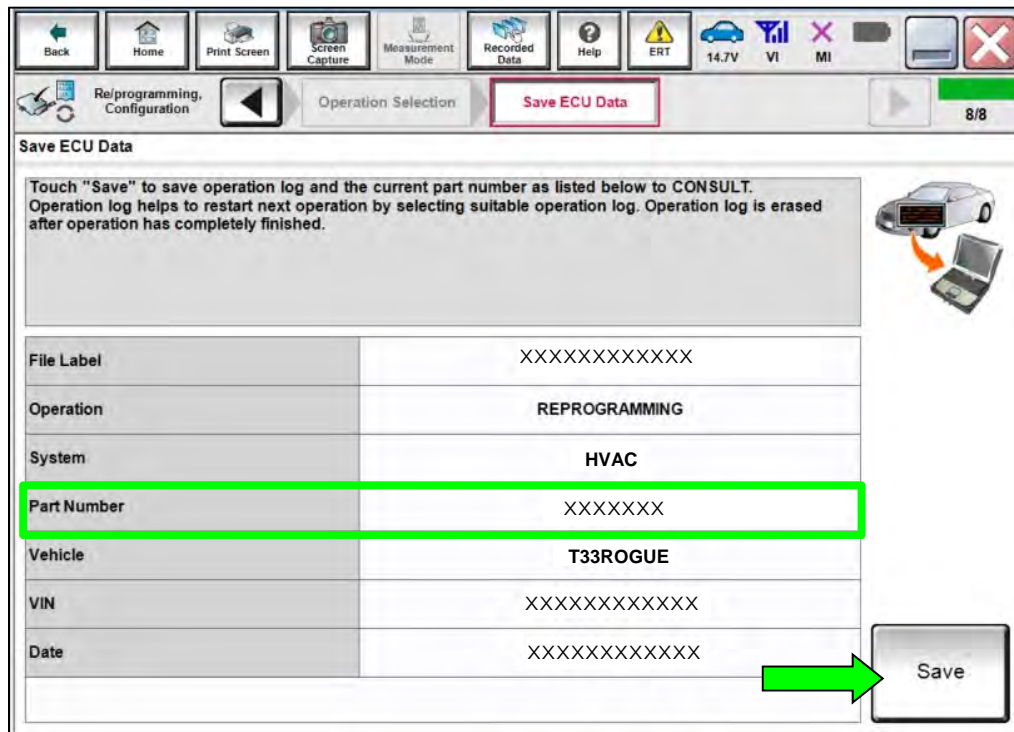 Back
Home
Print Screen
Screen Capture
Measurement Mode
Recorded Data
Help
ERT
14.7V
VI
MI
Re/programming, Configuration
Operation Selection
Save ECU Data
8/8
Save ECU Data
Touch "Save" to save operation log and the current part number as listed below to CONSULT.
Operation log helps to restart next operation by selecting suitable operation log. Operation log is erased
after operation has completely finished.
File Label XXXXXXXXXXXX
Operation REPROGRAMMING
System HVAC
Part Number XXXXXXX
Vehicle T33ROGUE
VIN XXXXXXXXXXXX
Date XXXXXXXXXXXX
Save